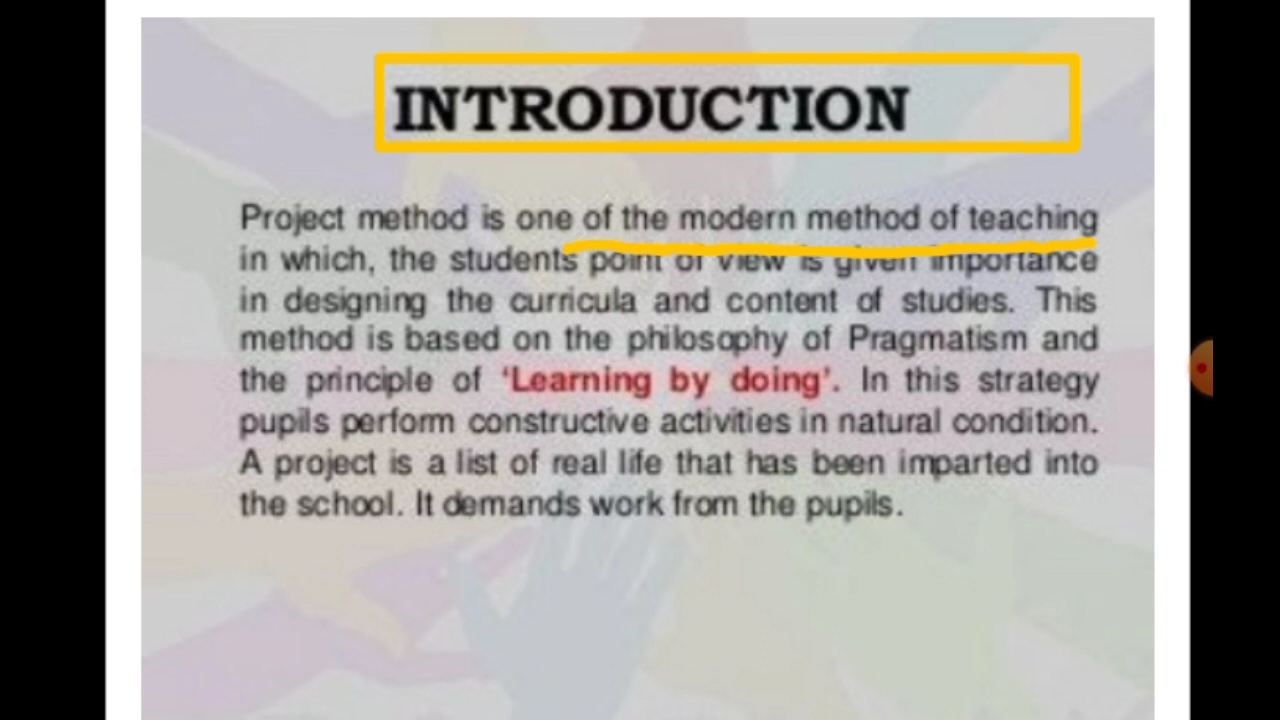 INTRODUCTION
Project method is one of the modern method of teaching
in which, the students point of view is given importance
in designing the curricula and content of studies. This
method is based on the philosophy of Pragmatism and
the principle of ‘Learning by doing’. In this strategy
pupils perform constructive activities in natural condition.
A project is a list of real life that has been imparted into
the school. It demands work from the pupils.